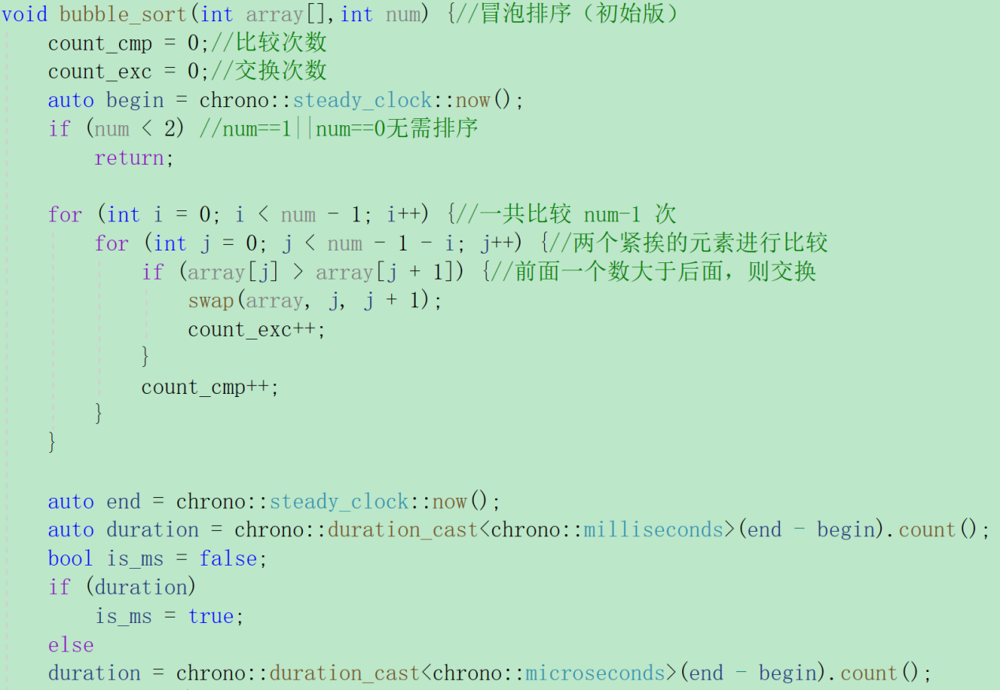 void bubble_sort(int array[],int num) {//冒泡排序（初始版）
    count_cmp = 0;//比较次数
    count_exc = 0;//交换次数
    auto begin = chrono::steady_clock::now();
    if (num < 2) //num==1||num==0无需排序
        return;
    for (int i = 0; i < num - 1; i++) {//一共比较 num-1 次
        for (int j = 0; j < num - 1 - i; j++) {//两个紧挨的元素进行比较
            if (array[j] > array[j + 1]) {//前面一个数大于后面，则交换
                swap(array, j, j + 1);
                count_exc++;
            }
            count_cmp++;
        }
    }
    auto end = chrono::steady_clock::now();
    auto duration = chrono::duration_cast<chrono::milliseconds>(end - begin).count();
    bool is_ms = false;
    if (duration)
        is_ms = true;
    else
    duration = chrono::duration_cast<chrono::microseconds>(end - begin).count();